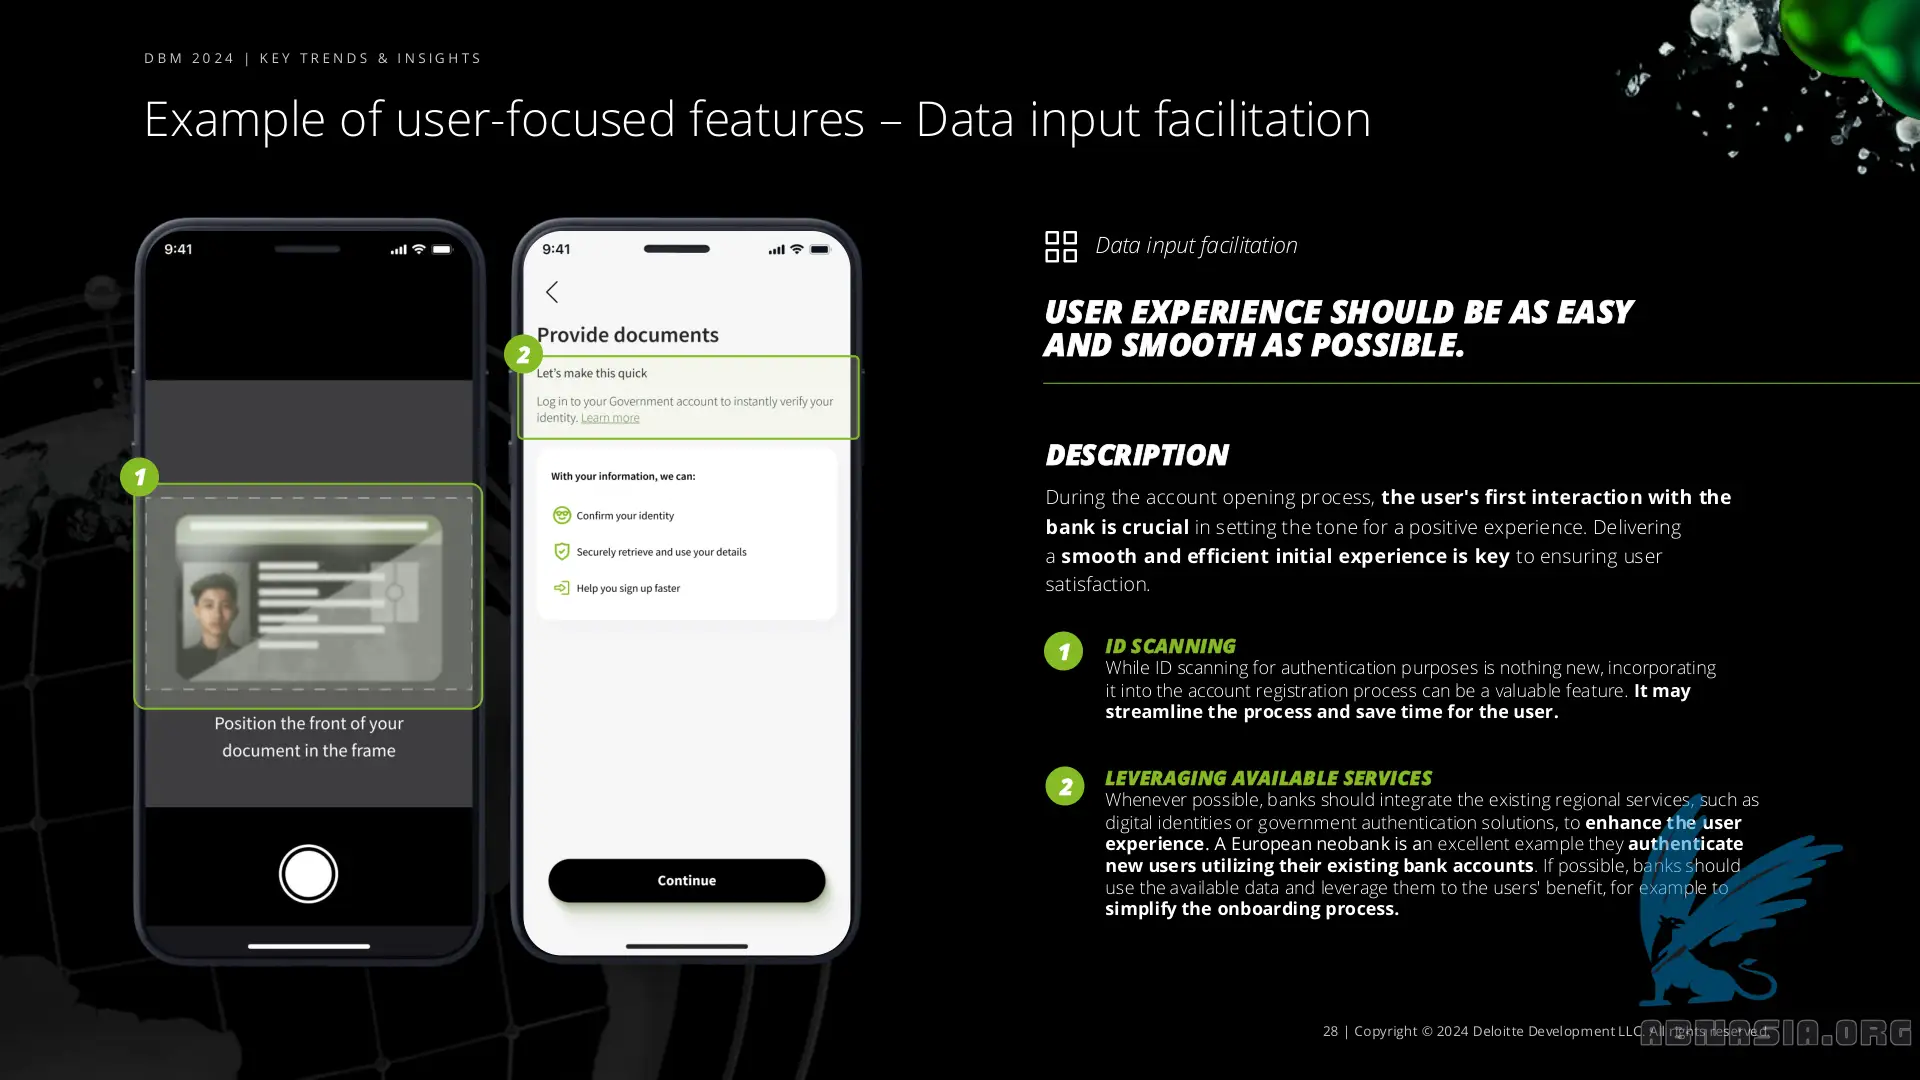 DBM 2024 | KEY TRENDS & INSIGHTS
Example of user-focused features – Data input facilitation
9:41
1
Position the front of your
document in the frame
9:41
Provide documents
2
Let's make this quick
Log in to your Government account to instantly verify your
identity. Learn more
With your information, we can:
Confirm your identity
Securely retrieve and use your details
Help you sign up faster
Continue
Data input facilitation
USER EXPERIENCE SHOULD BE AS EASY
AND SMOOTH AS POSSIBLE.
DESCRIPTION
During the account opening process, the user's first interaction with the
bank is crucial in setting the tone for a positive experience. Delivering
a smooth and efficient initial experience is key to ensuring user
satisfaction.
1
ID SCANNING
While ID scanning for authentication purposes is nothing new, incorporating
it into the account registration process can be a valuable feature. It may
streamline the process and save time for the user.
2
LEVERAGING AVAILABLE SERVICES
Whenever possible, banks should integrate the existing regional services, such as
digital identities or government authentication solutions, to enhance the user
experience. A European neobank is an excellent example they authenticate
new users utilizing their existing bank accounts. If possible, banks should
use the available data and leverage them to the users' benefit, for example to
simplify the onboarding process.
28 | Copyright © 2024 Deloitte Development LLC. All rights reserved.
ABIIASIA.ORG